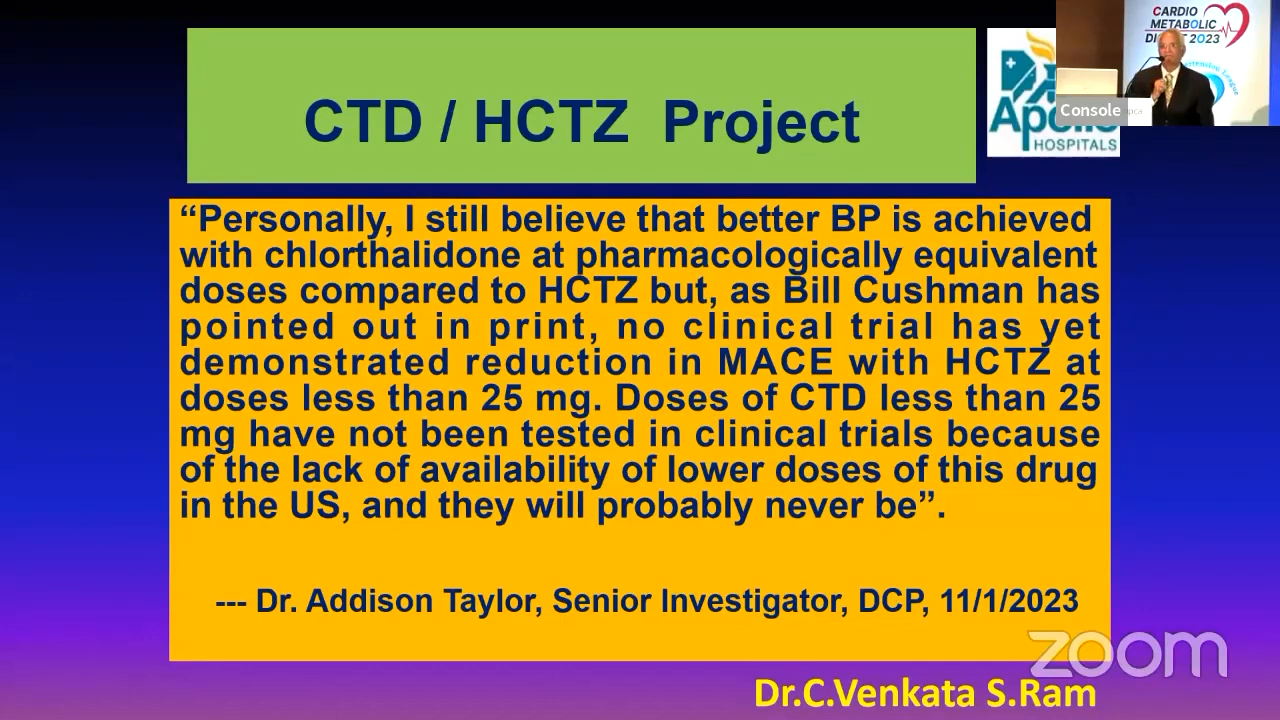 CTD / HCTZ Project
“Personally, I still believe that better BP is achieved
with chlorthalidone at pharmacologically equivalent
doses compared to HCTZ but, as Bill Cushman has
pointed out in print, no clinical trial has yet
demonstrated reduction in MACE with HCTZ at
doses less than 25 mg. Doses of CTD less than 25
mg have not been tested in clinical trials because
of the lack of availability of lower doses of this drug
in the US, and they will probably never be”.
--- Dr. Addison Taylor, Senior Investigator, DCP, 11/1/2023
zoom
Dr.C.Venkata S.Ram
HOSPITALS
CARDIO
METABOLIC
2023
Console